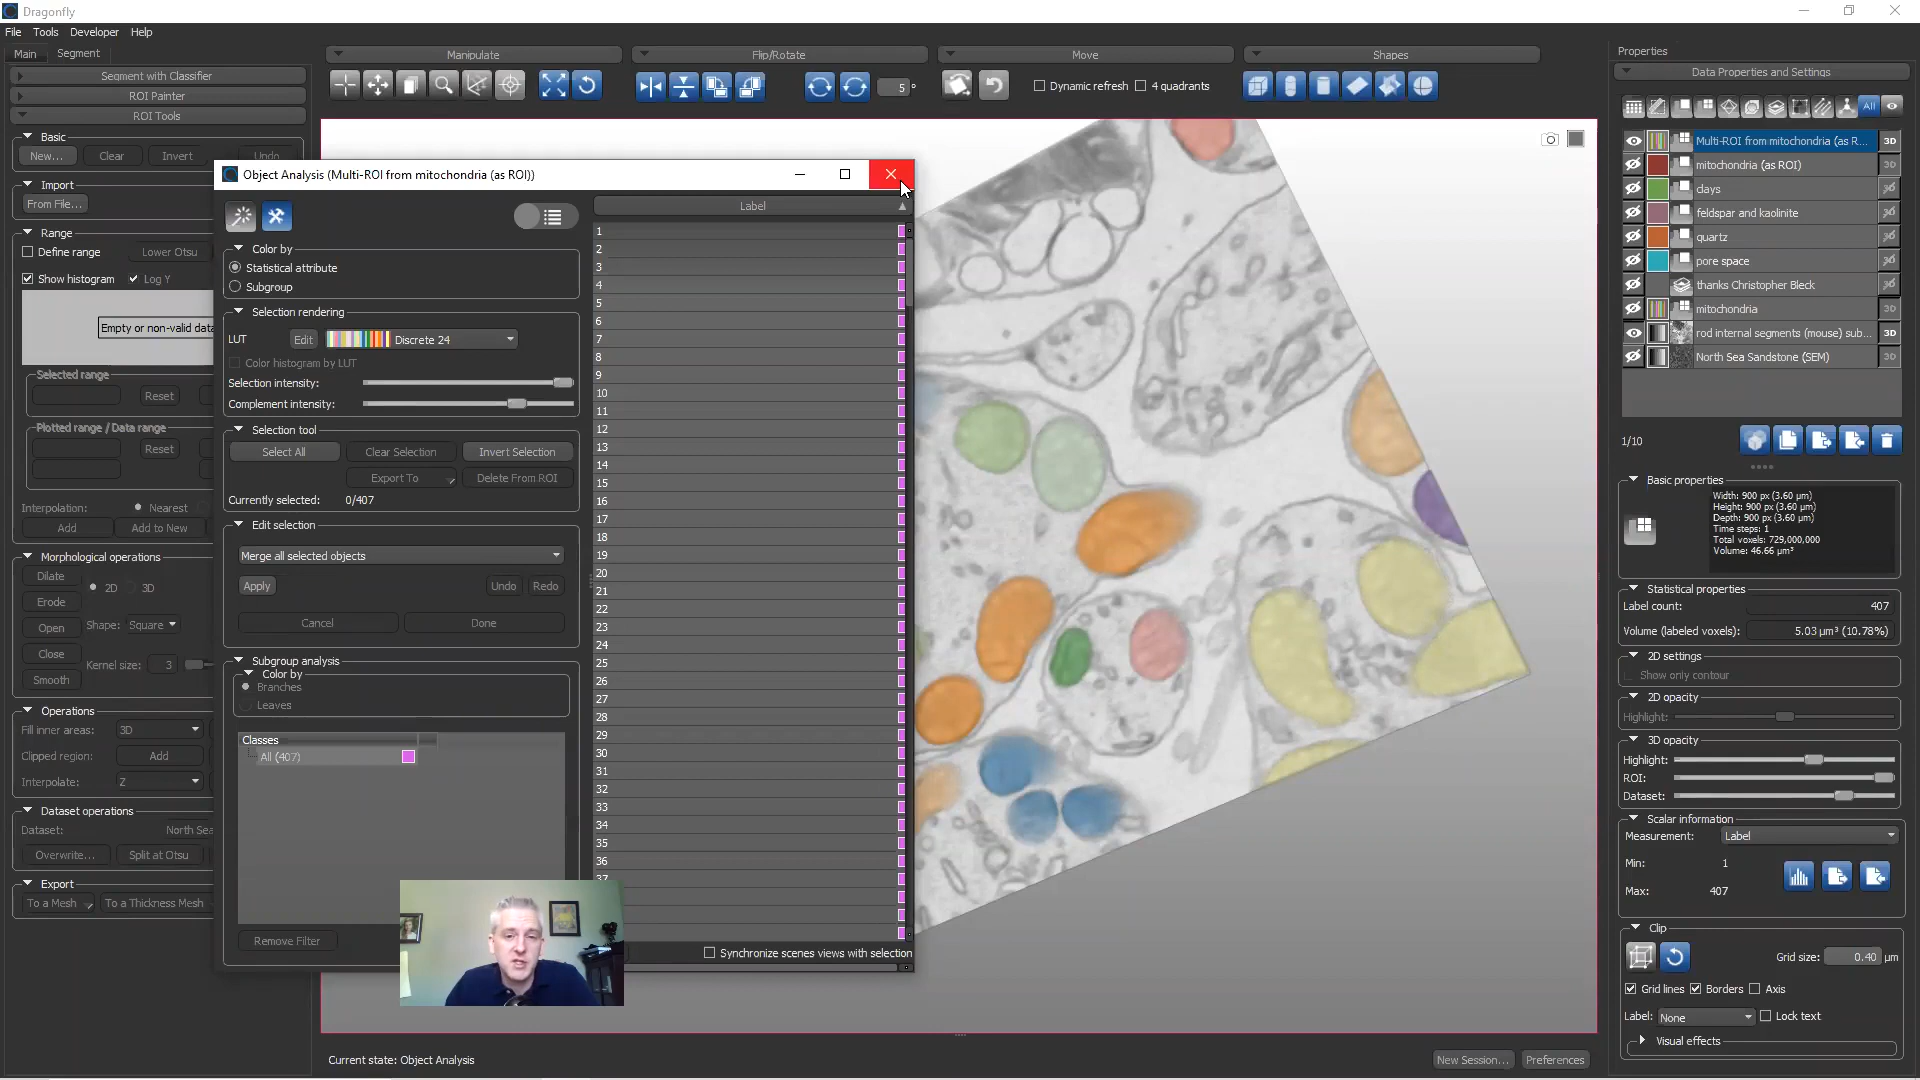 Dragonfly
File Tools Developer Help
Main Segment
Segment with Classifier
ROI Painter
ROI Tools
Basic
New... Clear Invert Undo
Import
From File...
Range
Define range Lower Otsu
Show histogram Log Y
Empty or non-valid data
Selected range
Reset
Plotted range / Data range
Reset
Interpolation: Nearest
Add Add to New
Morphological operations
Dilate 2D 3D
Erode
Open Shape: Square
Close Kernel size: 3
Smooth
Operations
Fill inner areas: 3D
Clipped region: Add
Interpolate: Z
Dataset operations
Dataset: North Sea
Overwrite... Split at Otsu
Export
To a Mesh To a Thickness Mesh
Manipulate Flip/Rotate Move Shapes
5 °
Dynamic refresh 4 quadrants
Object Analysis (Multi-ROI from mitochondria (as ROI))
Color by
Statistical attribute
Subgroup
Selection rendering
LUT Edit Discrete 24
Color histogram by LUT
Selection intensity:
Complement intensity:
Selection tool
Select All Clear Selection Invert Selection
Export To Delete From ROI
Currently selected: 0/407
Edit selection
Merge all selected objects
Apply Undo Redo
Cancel Done
Subgroup analysis
Color by
Branches
Leaves
Classes
All (407)
Remove Filter
Label
1
2
3
4
5
6
7
8
9
10
11
12
13
14
15
16
17
18
19
20
21
22
23
24
25
26
27
28
29
30
31
32
33
34
35
36
37
Synchronize scenes views with selection
Current state: Object Analysis
New Session... Preferences
Properties
Data Properties and Settings
All
Multi-ROI from mitochondria (as R... 3D
mitochondria (as ROI) 3D
clays 3D
feldspar and kaolinite 3D
quartz 3D
pore space 3D
thanks Christopher Bleck
mitochondria 3D
rod internal segments (mouse) sub... 3D
North Sea Sandstone (SEM) 3D
1/10
Basic properties
Width: 900 px (3.60 µm)
Height: 900 px (3.60 µm)
Depth: 900 px (3.60 µm)
Time steps: 1
Total voxels: 729,000,000
Volume: 46.66 µm³
Statistical properties
Label count: 407
Volume (labeled voxels): 5.03 µm³ (10.78%)
2D settings
Show only contour
2D opacity
Highlight:
3D opacity
Highlight:
ROI:
Dataset:
Scalar information
Measurement: Label
Min: 1
Max: 407
Clip
Grid size: 0.40 µm
Grid lines Borders Axis
Label: None Lock text
Visual effects